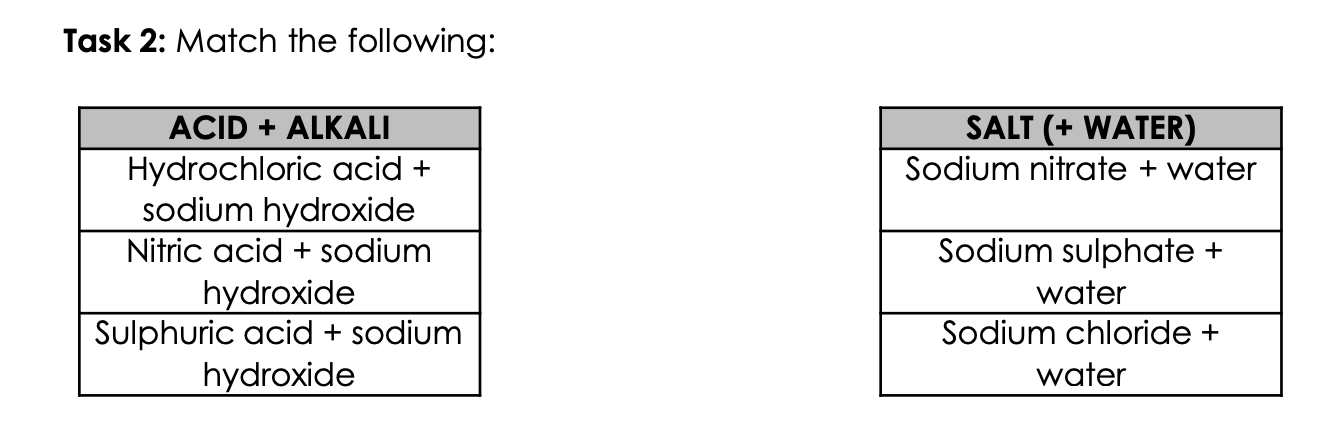 Task 2: Match the following:
ACID + ALKALI
Hydrochloric acid +
sodium hydroxide
Nitric acid + sodium
hydroxide
Sulphuric acid + sodium
hydroxide
SALT (+ WATER)
Sodium nitrate + water
Sodium sulphate +
water
Sodium chloride +
water